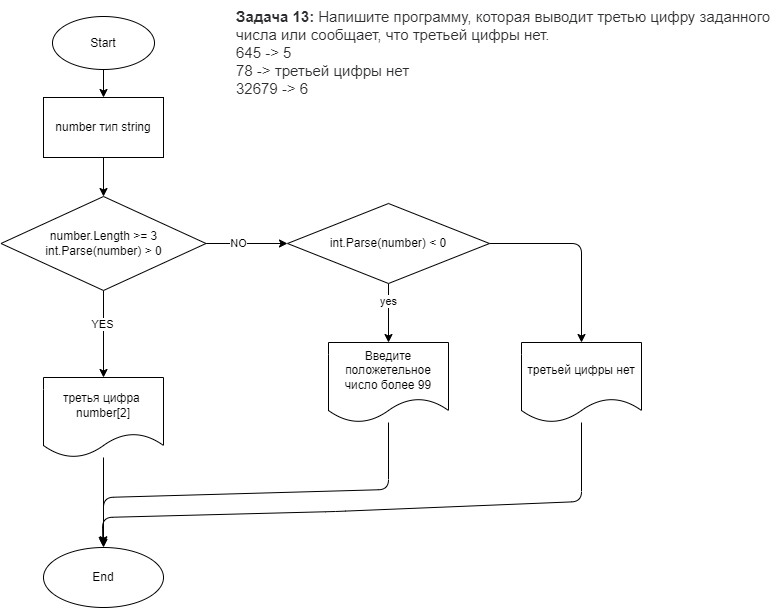 Задача 13: Напишите программу, которая выводит третью цифру заданного
числа или сообщает, что третьей цифры нет.
645 -> 5
78 -> третьей цифры нет
32679 -> 6
Start
number тип string
number.Length >= 3
int.Parse(number) > 0
NO
int.Parse(number) < 0
YES
yes
Введите
положетельное
число более 99
третьей цифры нет
третья цифра
number[2]
End